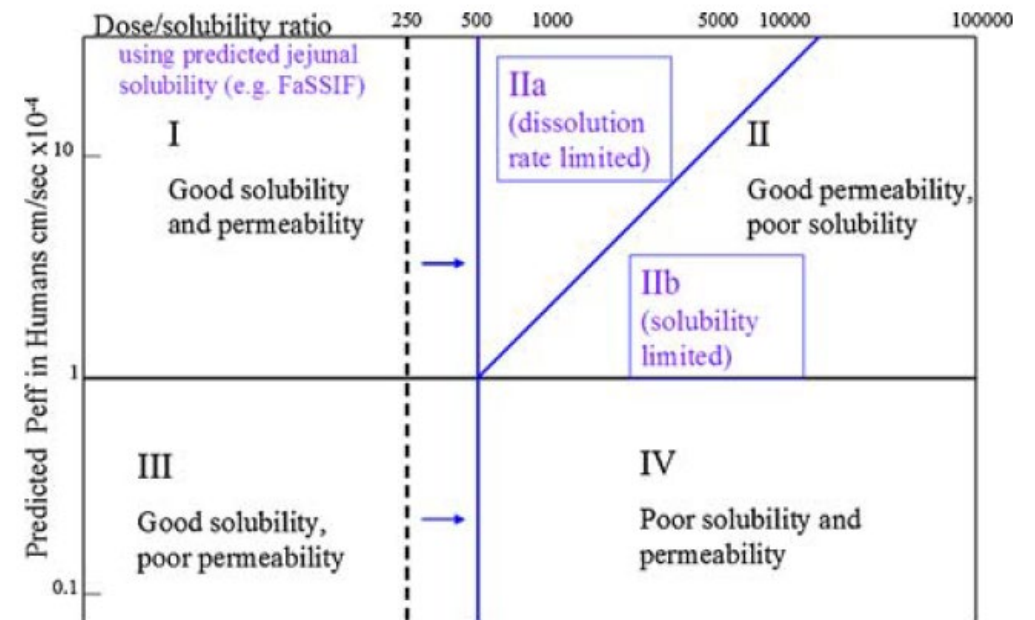 Dose/solubility ratio
250 500 1000 5000 100000 100000
using predicted jejunal
solubility (e.g. FaSSIF)
I
Good solubility
and permeability
IIa
(dissolution
rate limited)
II
Good permeability,
poor solubility
IIb
(solubility
limited)
III
Good solubility,
poor permeability
IV
Poor solubility and
permeability
Predicted Peff in Humans cm/sec x10-4
10
1
0.1